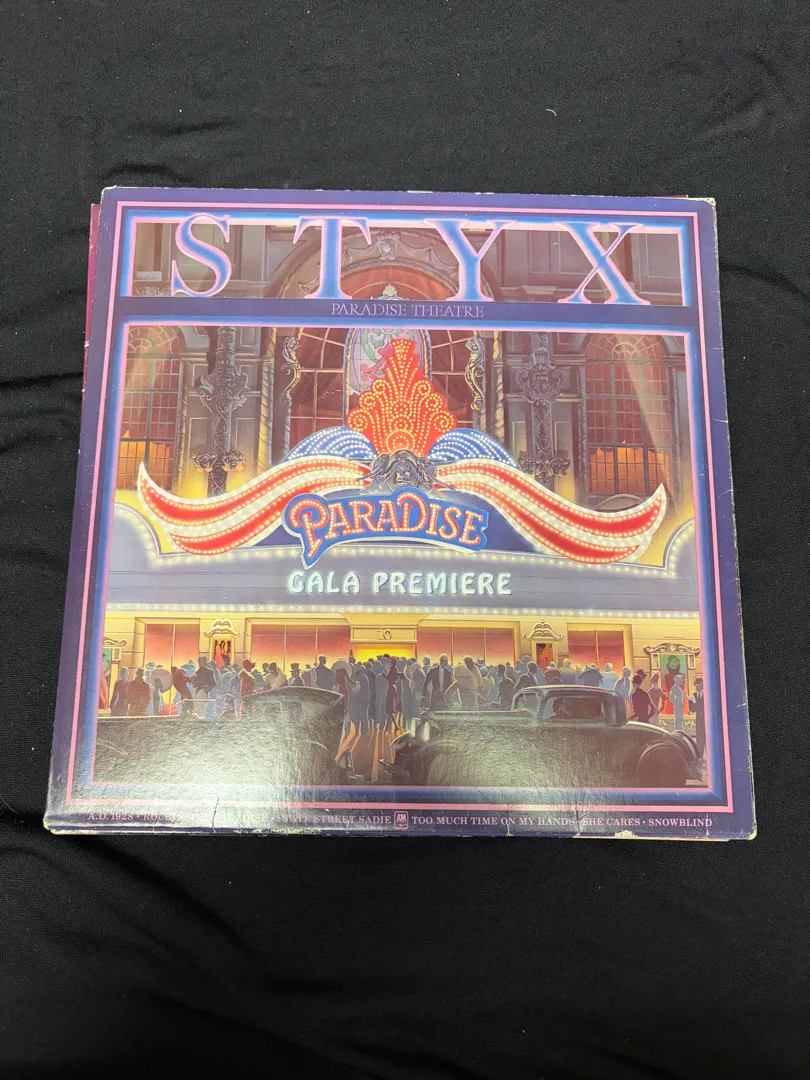 STYX
PARADISE THEATRE
PARADISE
GALA PREMIERE
10
A.D. 1928 • STATE STREET SADIE A&M TOO MUCH TIME ON MY HANDS • SHE CARES • SNOWBLIND